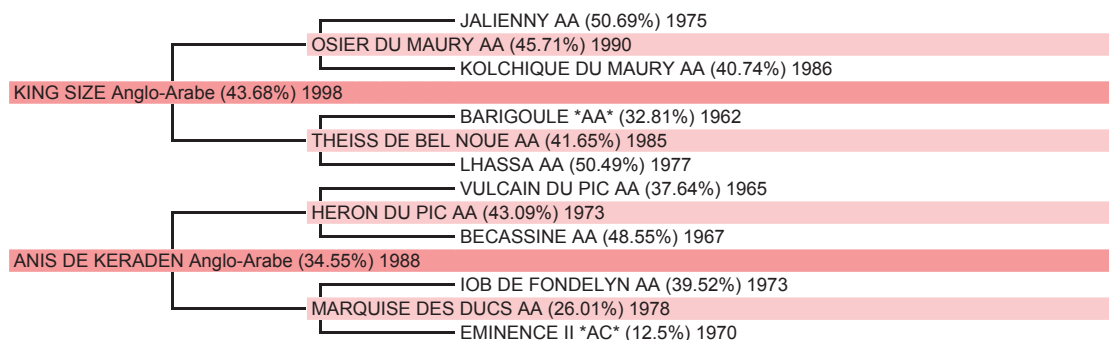 JALIENNY AA (50.69%) 1975
OSIER DU MAURY AA (45.71%) 1990
KOLCHIQUE DU MAURY AA (40.74%) 1986
KING SIZE Anglo-Arabe (43.68%) 1998
BARIGOULE *AA* (32.81%) 1962
THEISS DE BEL NOUE AA (41.65%) 1985
LHASSA AA (50.49%) 1977
VULCAIN DU PIC AA (37.64%) 1965
HERON DU PIC AA (43.09%) 1973
BECASSINE AA (48.55%) 1967
ANIS DE KERADEN Anglo-Arabe (34.55%) 1988
IOB DE FONDELYN AA (39.52%) 1973
MARQUISE DES DUCS AA (26.01%) 1978
EMINENCE II *AC* (12.5%) 1970